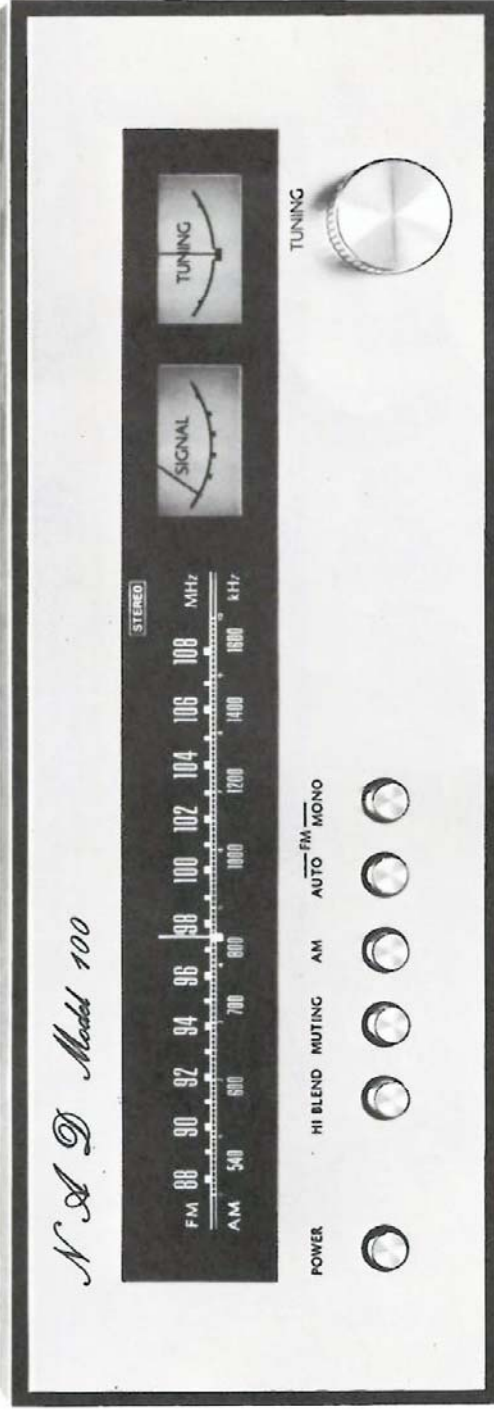 N A D Model 100
STEREO
FM 88 90 92 94 96 98 100 102 104 106 108 MHz
AM 540 600 700 800 1000 1200 1400 1600 kHz
SIGNAL
TUNING
TUNING
FM
POWER HI BLEND MUTING AM AUTO MONO